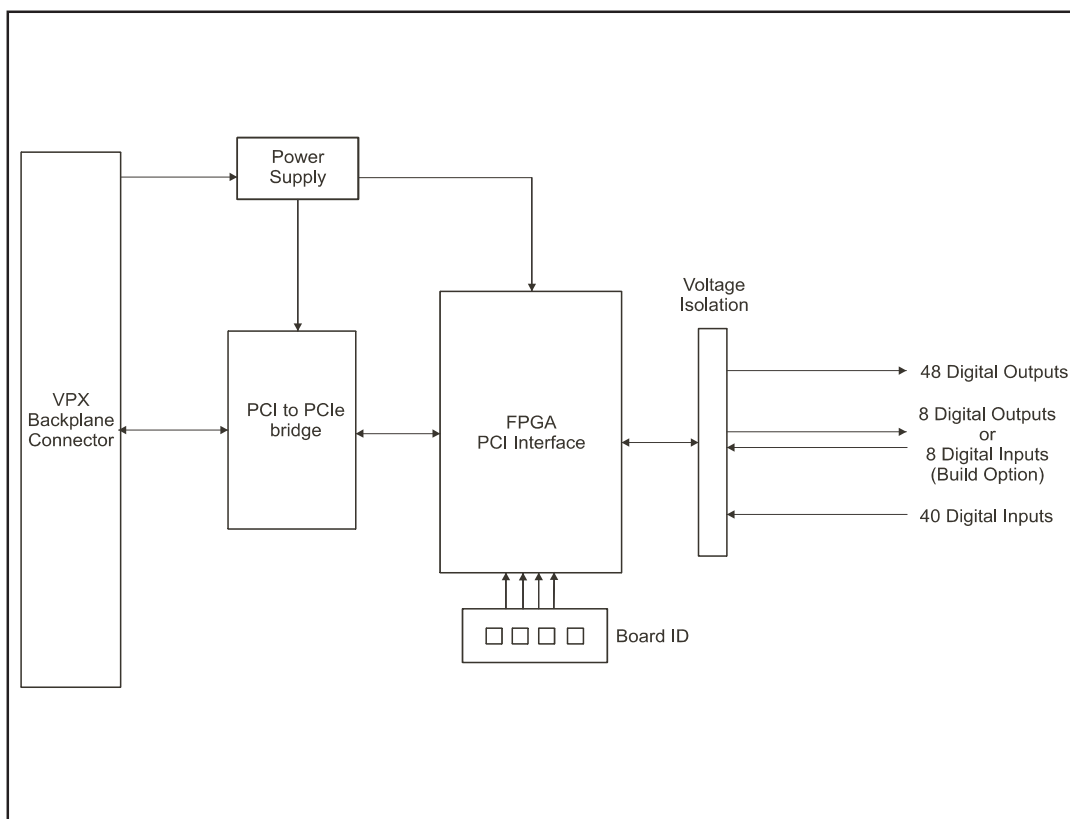 Power
Supply
VPX
Backplane
Connector
PCI to PCIe
bridge
FPGA
PCI Interface
Voltage
Isolation
48 Digital Outputs
8 Digital Outputs
or
8 Digital Inputs
(Build Option)
40 Digital Inputs
Board ID